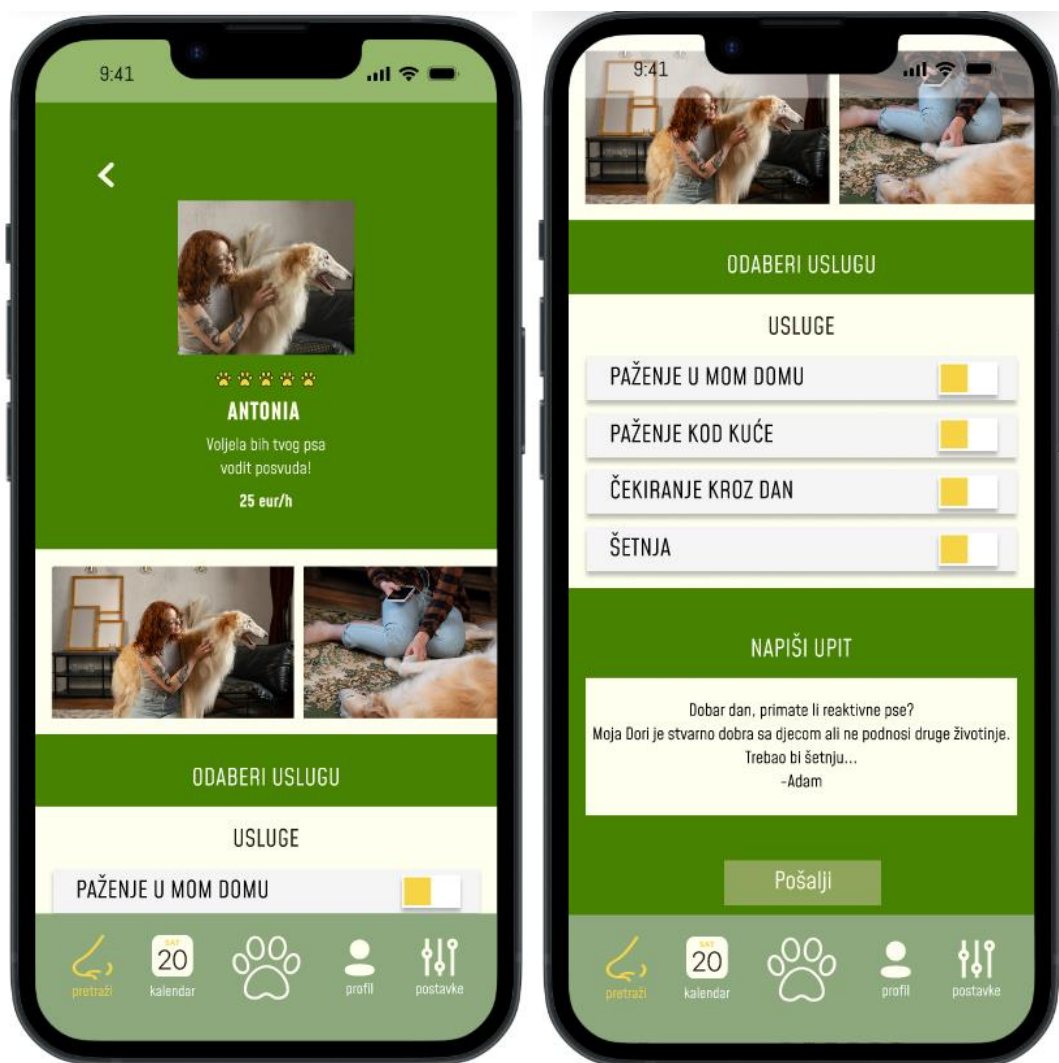 9:41
ANTONIA
Voljela bih tvog psa
vodit posvuda!
25 eur/h
ODABERI USLUGU
USLUGE
PAŽENJE U MOM DOMU
pretraži
SAT
20
kalendar
profil
postavke
9:41
ODABERI USLUGU
USLUGE
PAŽENJE U MOM DOMU
PAŽENJE KOD KUĆE
ČEKIRANJE KROZ DAN
ŠETNJA
NAPIŠI UPIT
Dobar dan, primate li reaktivne pse?
Moja Dori je stvarno dobra sa djecom ali ne podnosi druge životinje.
Trebao bi šetnju...
-Adam
Pošalji
pretraži
SAT
20
kalendar
profil
postavke